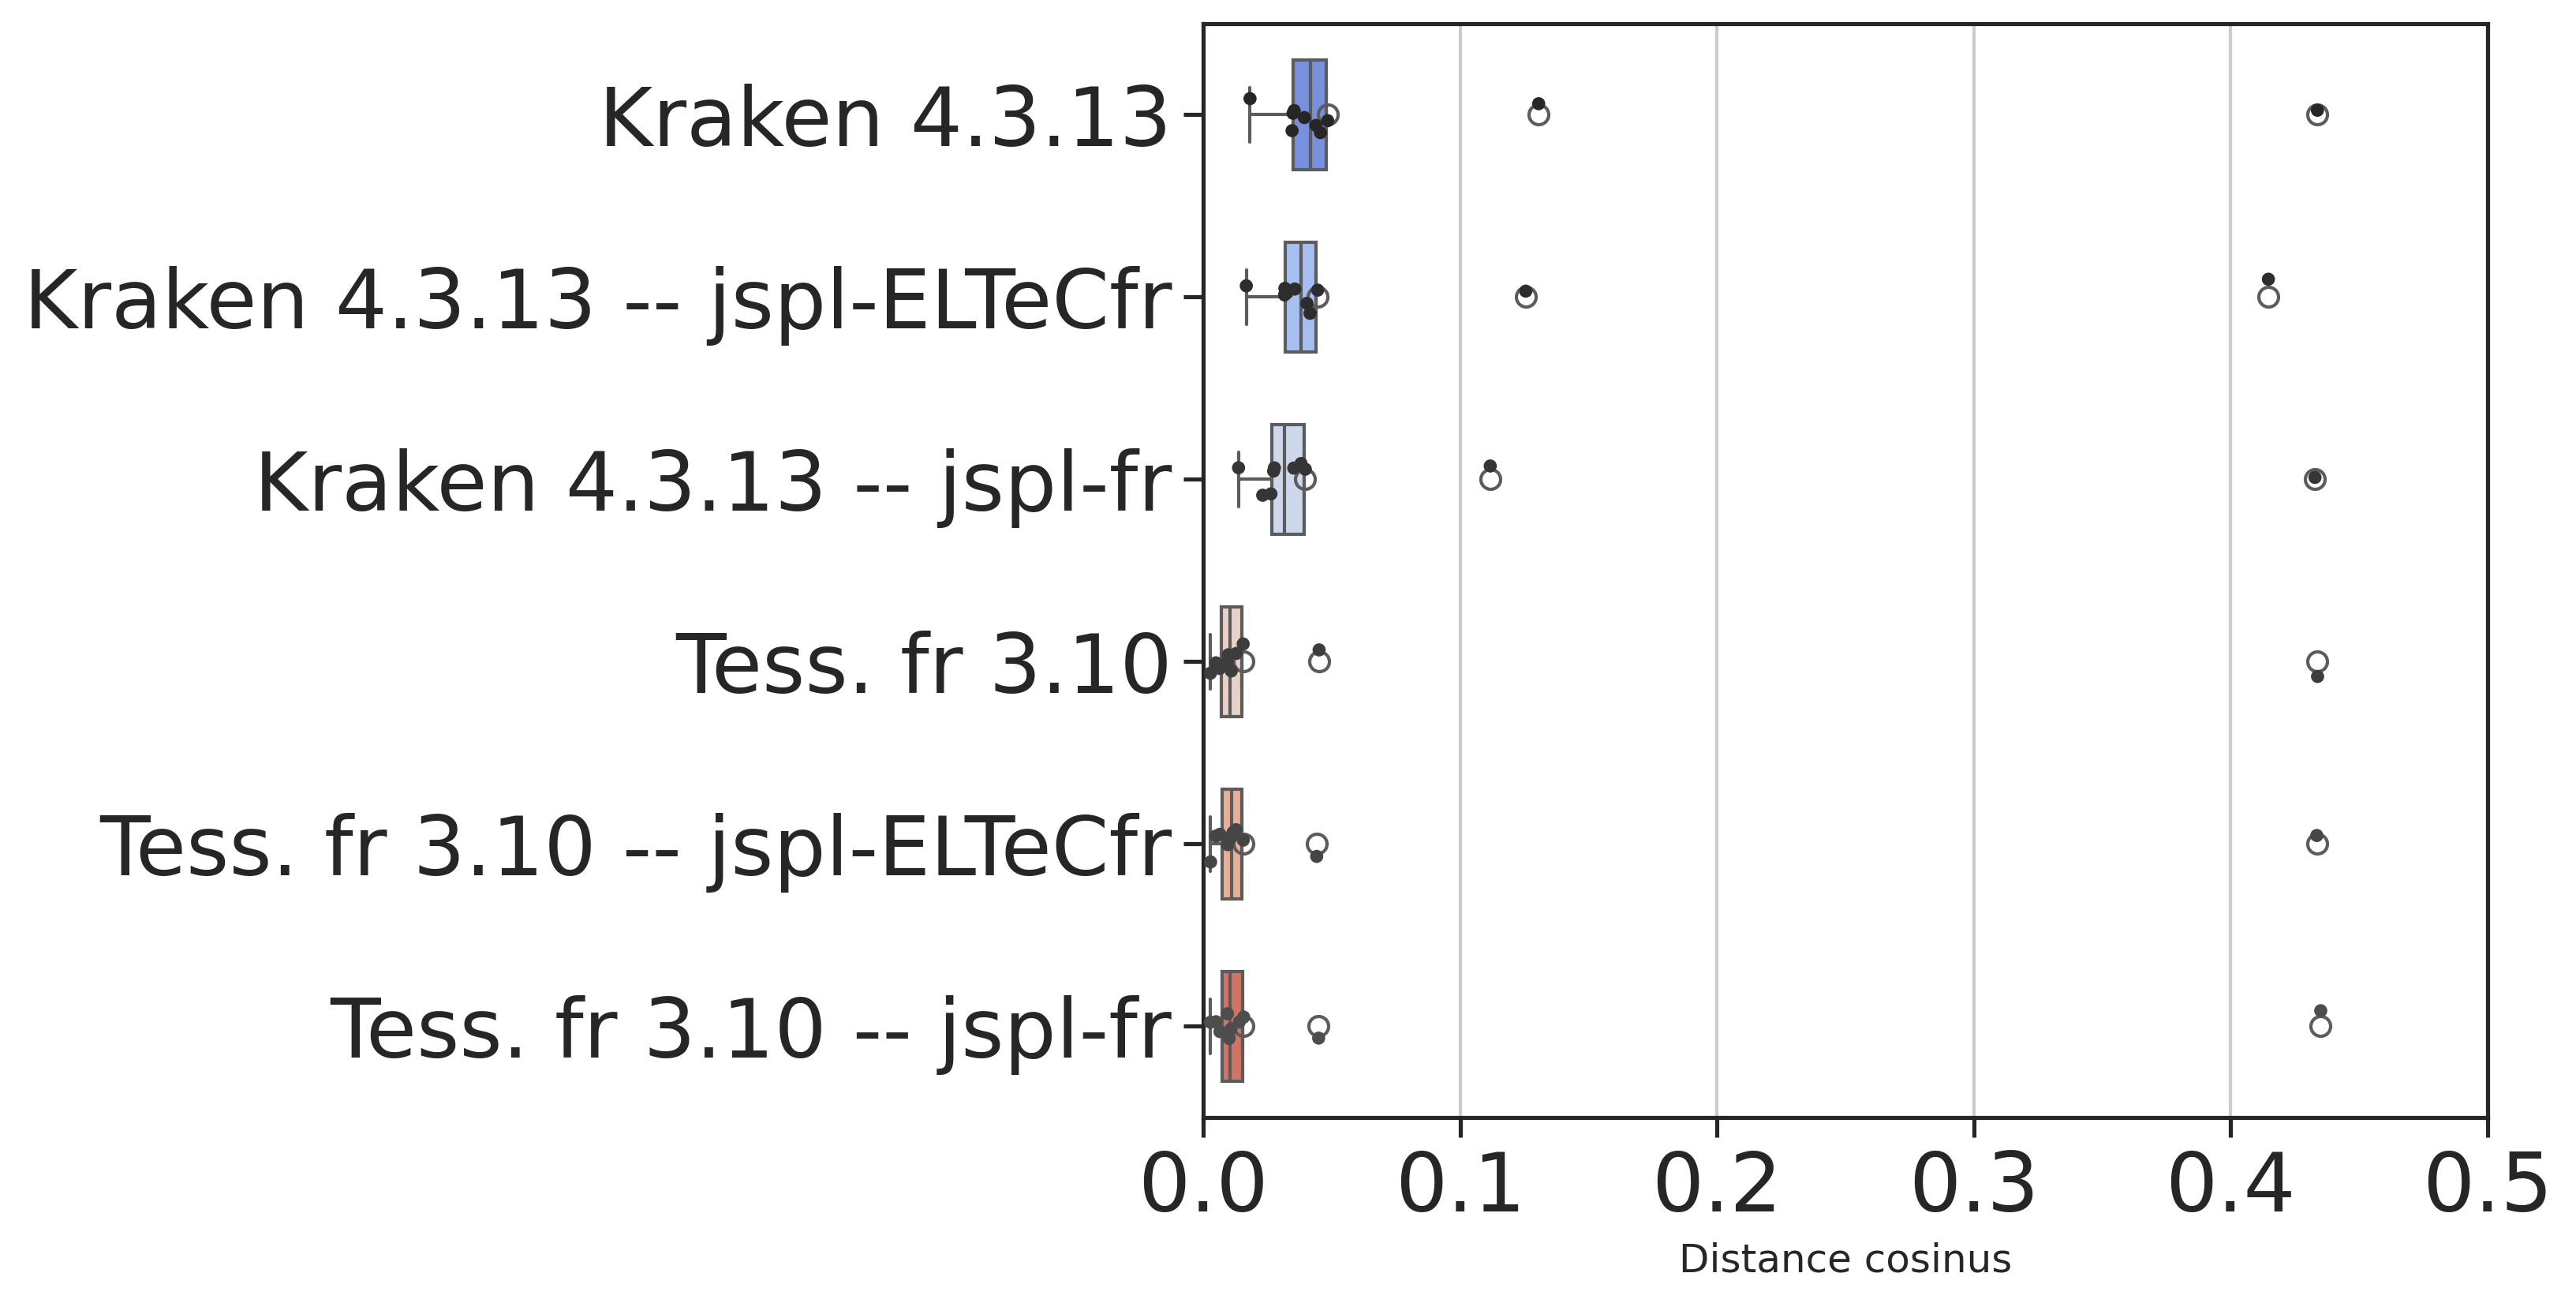 Kraken 4.3.13
Kraken 4.3.13 -- jspl-ELTeCfr
Kraken 4.3.13 -- jspl-fr
Tess. fr 3.10
Tess. fr 3.10 -- jspl-ELTeCfr
Tess. fr 3.10 -- jspl-fr
0.0 0.1 0.2 0.3 0.4 0.5
Distance cosinus